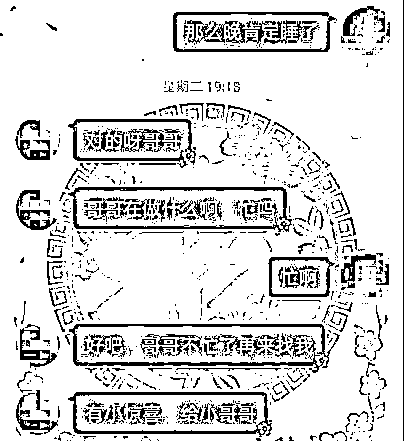 那么晚肯定睡了
星期二 19:16
对的呀哥哥
哥哥在做什么啊 忙吗
忙啊
好吧 哥哥不忙了再来找我
有小惊喜 给小哥哥